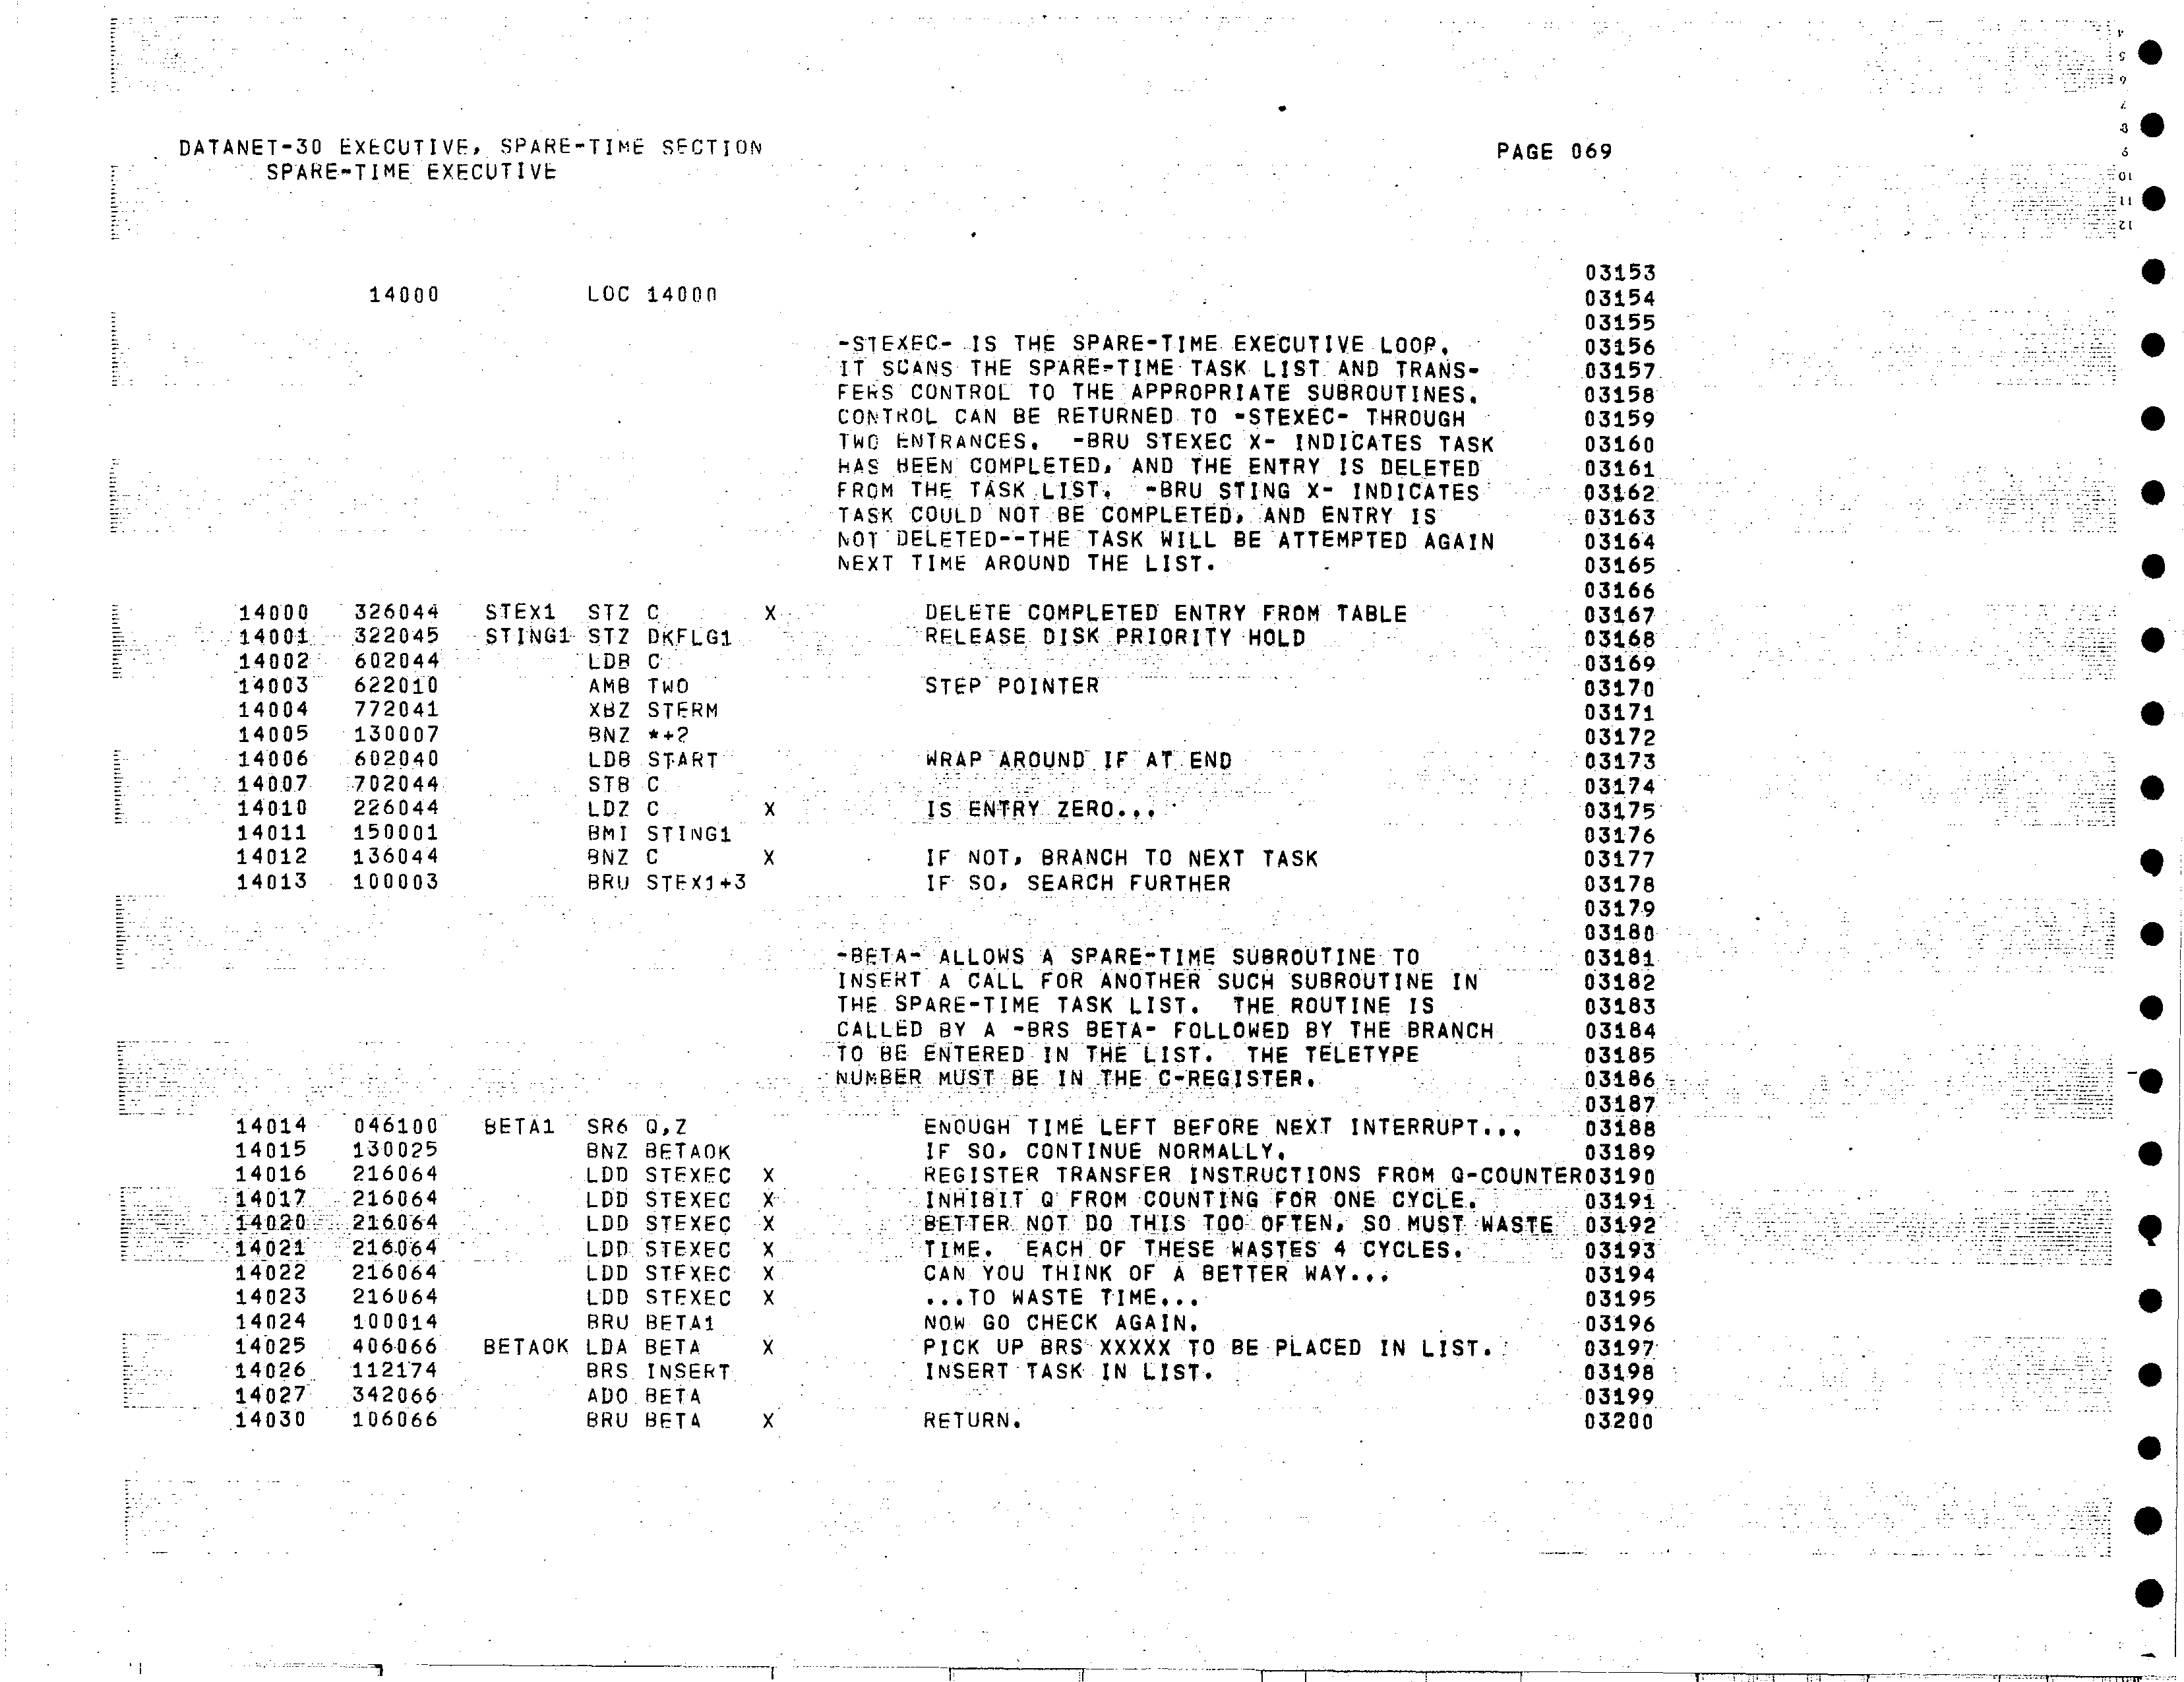 DATANET-30 EXECUTIVE, SPARE-TIME SECTION PAGE 069
SPARE-TIME EXECUTIVE
03153
14000 LOC 14000 03154
03155
-STEXEC- IS THE SPARE-TIME EXECUTIVE LOOP. 03156
IT SCANS THE SPARE-TIME TASK LIST AND TRANS- 03157
FERS CONTROL TO THE APPROPRIATE SUBROUTINES. 03158
CONTROL CAN BE RETURNED TO -STEXEC- THROUGH 03159
TWO ENTRANCES. -BRU STEXEC X- INDICATES TASK 03160
HAS BEEN COMPLETED, AND THE ENTRY IS DELETED 03161
FROM THE TASK LIST. -BRU STING X- INDICATES 03162
TASK COULD NOT BE COMPLETED, AND ENTRY IS 03163
NOT DELETED--THE TASK WILL BE ATTEMPTED AGAIN 03164
NEXT TIME AROUND THE LIST. 03165
03166
14000 326044 STEX1 STZ C X DELETE COMPLETED ENTRY FROM TABLE 03167
14001 322045 STING1 STZ DKFLG1 RELEASE DISK PRIORITY HOLD 03168
14002 602044 LDB C 03169
14003 622010 AMB TWO STEP POINTER 03170
14004 772041 XBZ STERM 03171
14005 130007 BNZ *+2 03172
14006 602040 LDB START WRAP AROUND IF AT END 03173
14007 702044 STB C 03174
14010 226044 LDZ C X IS ENTRY ZERO... 03175
14011 150001 BMI STING1 03176
14012 136044 BNZ C X IF NOT, BRANCH TO NEXT TASK 03177
14013 100003 BRU STEX1+3 IF SO, SEARCH FURTHER 03178
03179
03180
-BETA- ALLOWS A SPARE-TIME SUBROUTINE TO 03181
INSERT A CALL FOR ANOTHER SUCH SUBROUTINE IN 03182
THE SPARE-TIME TASK LIST. THE ROUTINE IS 03183
CALLED BY A -BRS BETA- FOLLOWED BY THE BRANCH 03184
TO BE ENTERED IN THE LIST. THE TELETYPE 03185
NUMBER MUST BE IN THE C-REGISTER. 03186
03187
14014 046100 BETA1 SR6 Q,Z ENOUGH TIME LEFT BEFORE NEXT INTERRUPT... 03188
14015 130025 BNZ BETAOK IF SO, CONTINUE NORMALLY. 03189
14016 216064 LDD STEXEC X REGISTER TRANSFER INSTRUCTIONS FROM Q-COUNTER03190
14017 216064 LDD STEXEC X INHIBIT Q FROM COUNTING FOR ONE CYCLE. 03191
14020 216064 LDD STEXEC X BETTER NOT DO THIS TOO OFTEN, SO MUST WASTE 03192
14021 216064 LDD STEXEC X TIME. EACH OF THESE WASTES 4 CYCLES. 03193
14022 216064 LDD STEXEC X CAN YOU THINK OF A BETTER WAY... 03194
14023 216064 LDD STEXEC X ...TO WASTE TIME... 03195
14024 100014 BRU BETA1 NOW GO CHECK AGAIN. 03196
14025 406066 BETAOK LDA BETA X PICK UP BRS XXXXX TO BE PLACED IN LIST. 03197
14026 112174 BRS INSERT INSERT TASK IN LIST. 03198
14027 342066 ADO BETA 03199
14030 106066 BRU BETA X RETURN. 03200